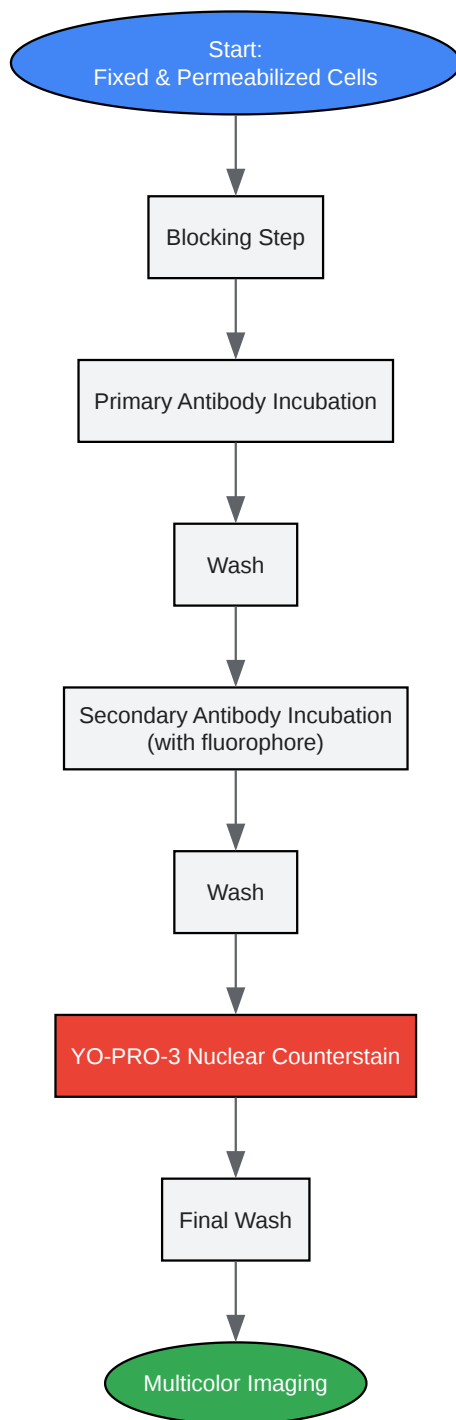 Start:
Fixed & Permeabilized Cells
Blocking Step
Primary Antibody Incubation
Wash
Secondary Antibody Incubation
(with fluorophore)
Wash
YO-PRO-3 Nuclear Counterstain
Final Wash
Multicolor Imaging